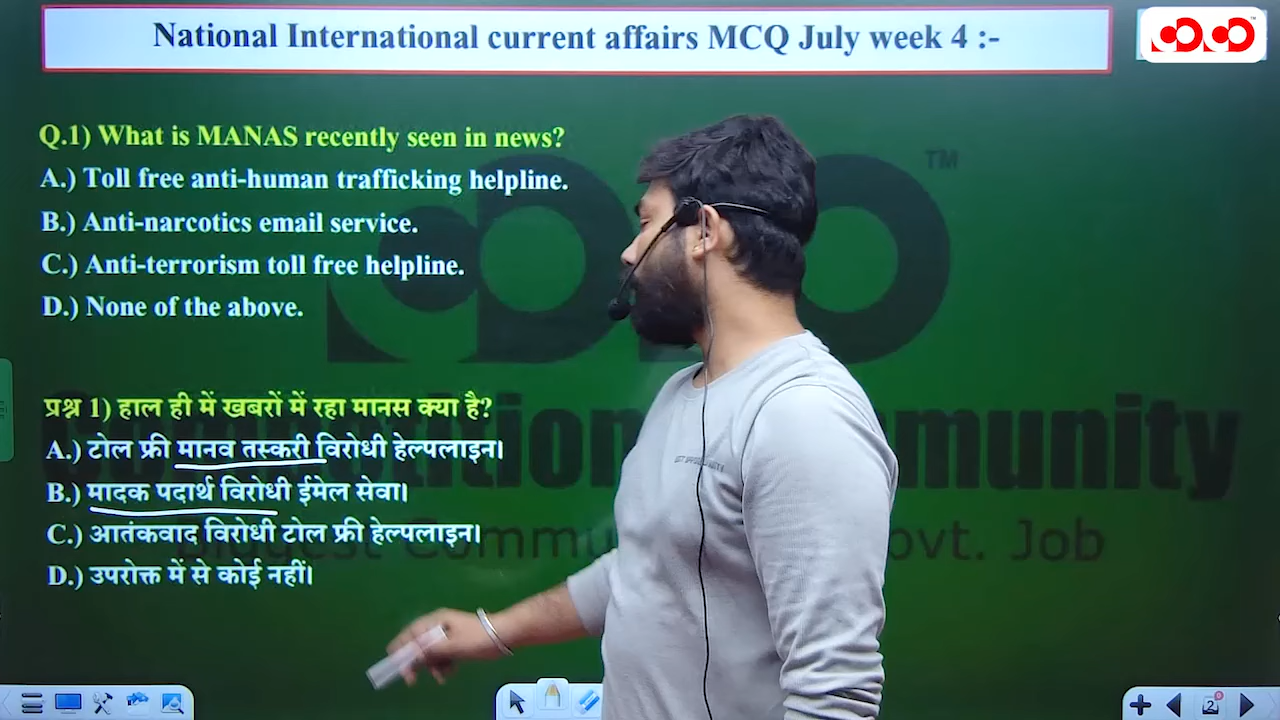 National International current affairs MCQ July week 4 :-
Q.1) What is MANAS recently seen in news?
A.) Toll free anti-human trafficking helpline.
B.) Anti-narcotics email service.
C.) Anti-terrorism toll free helpline.
D.) None of the above.
TM
प्रश्न 1) हाल ही में खबरों में रहा मानस क्या है?
A.) टोल फ्री मानव तस्करी विरोधी हेल्पलाइन।
B.) मादक पदार्थ विरोधी ईमेल सेवा।
C.) आतंकवाद विरोधी टोल फ्री हेल्पलाइन।
D.) उपरोक्त में से कोई नहीं।
2